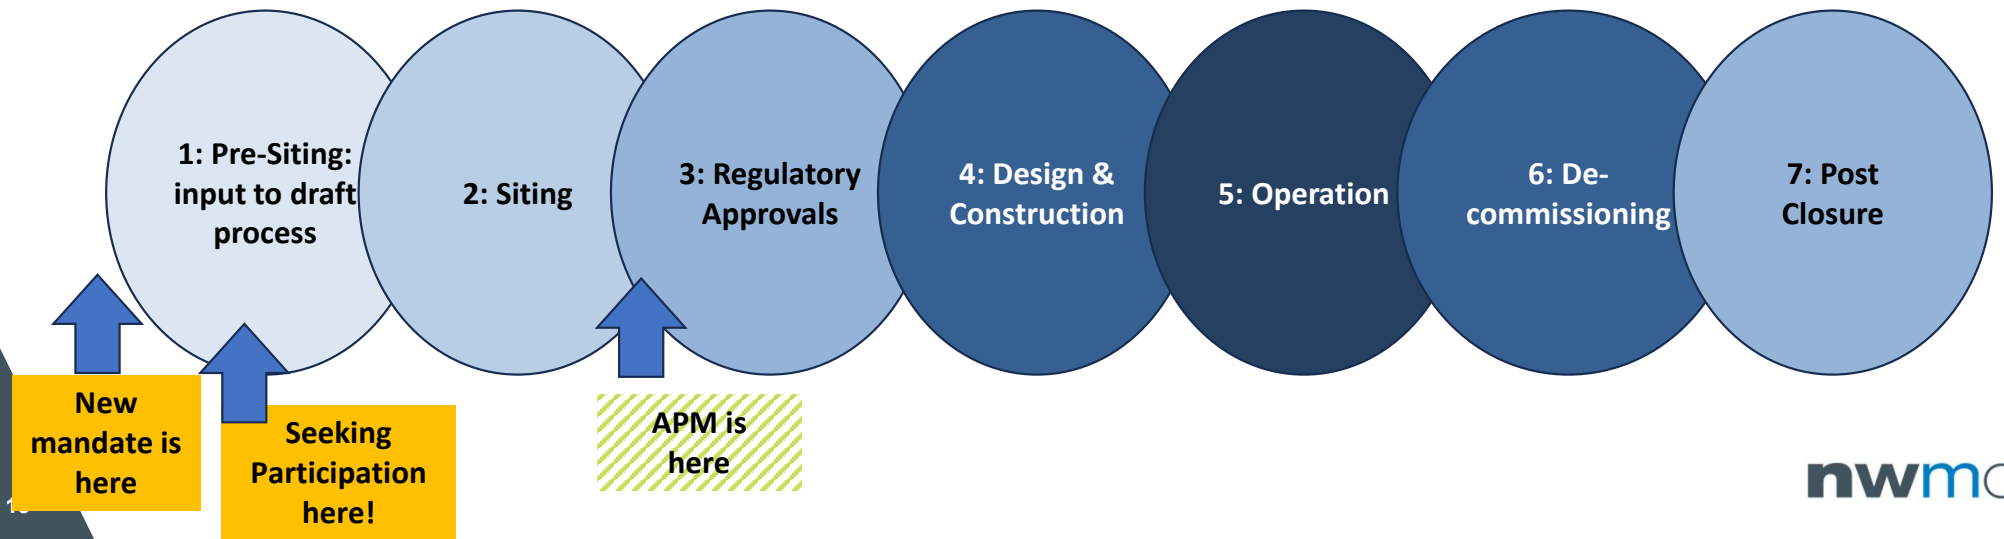 1: Pre-Siting:
input to draft
process
2: Siting
3: Regulatory
Approvals
4: Design &
Construction
5: Operation
6: De-
commissioning
7: Post
Closure
New
mandate is
here
Seeking
Participation
here!
APM is
here